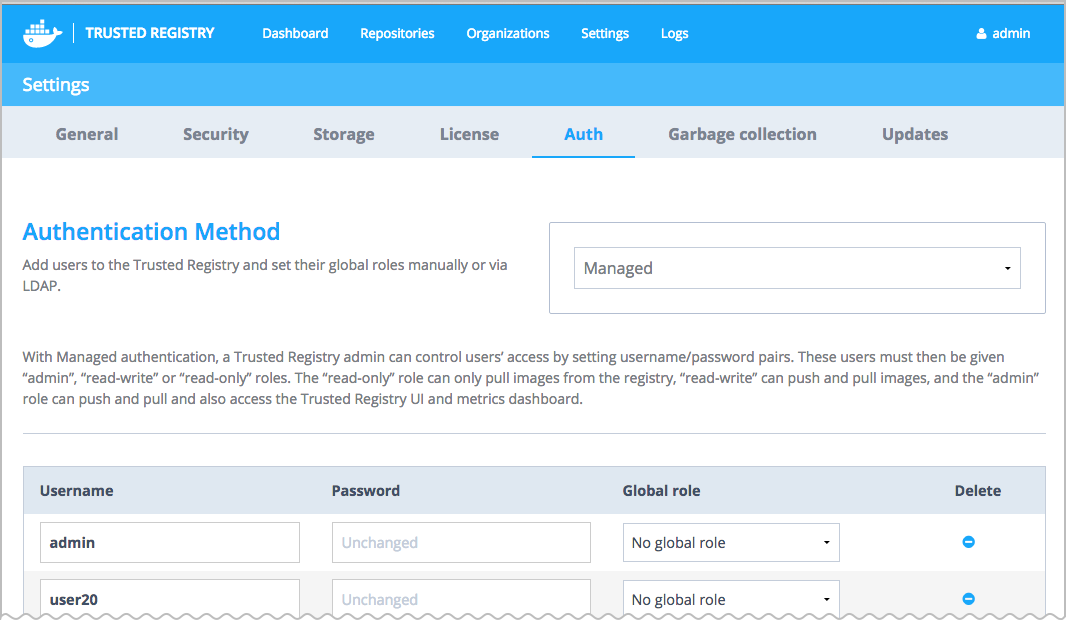 TRUSTED REGISTRY Dashboard Repositories Organizations Settings Logs admin
Settings
General Security Storage License Auth Garbage collection Updates
Authentication Method
Add users to the Trusted Registry and set their global roles manually or via
LDAP.
Managed
With Managed authentication, a Trusted Registry admin can control users’ access by setting username/password pairs. These users must then be given
“admin”, “read-write” or “read-only” roles. The “read-only” role can only pull images from the registry, “read-write” can push and pull images, and the “admin”
role can push and pull and also access the Trusted Registry UI and metrics dashboard.
Username Password Global role Delete
admin Unchanged No global role
user20 Unchanged No global role